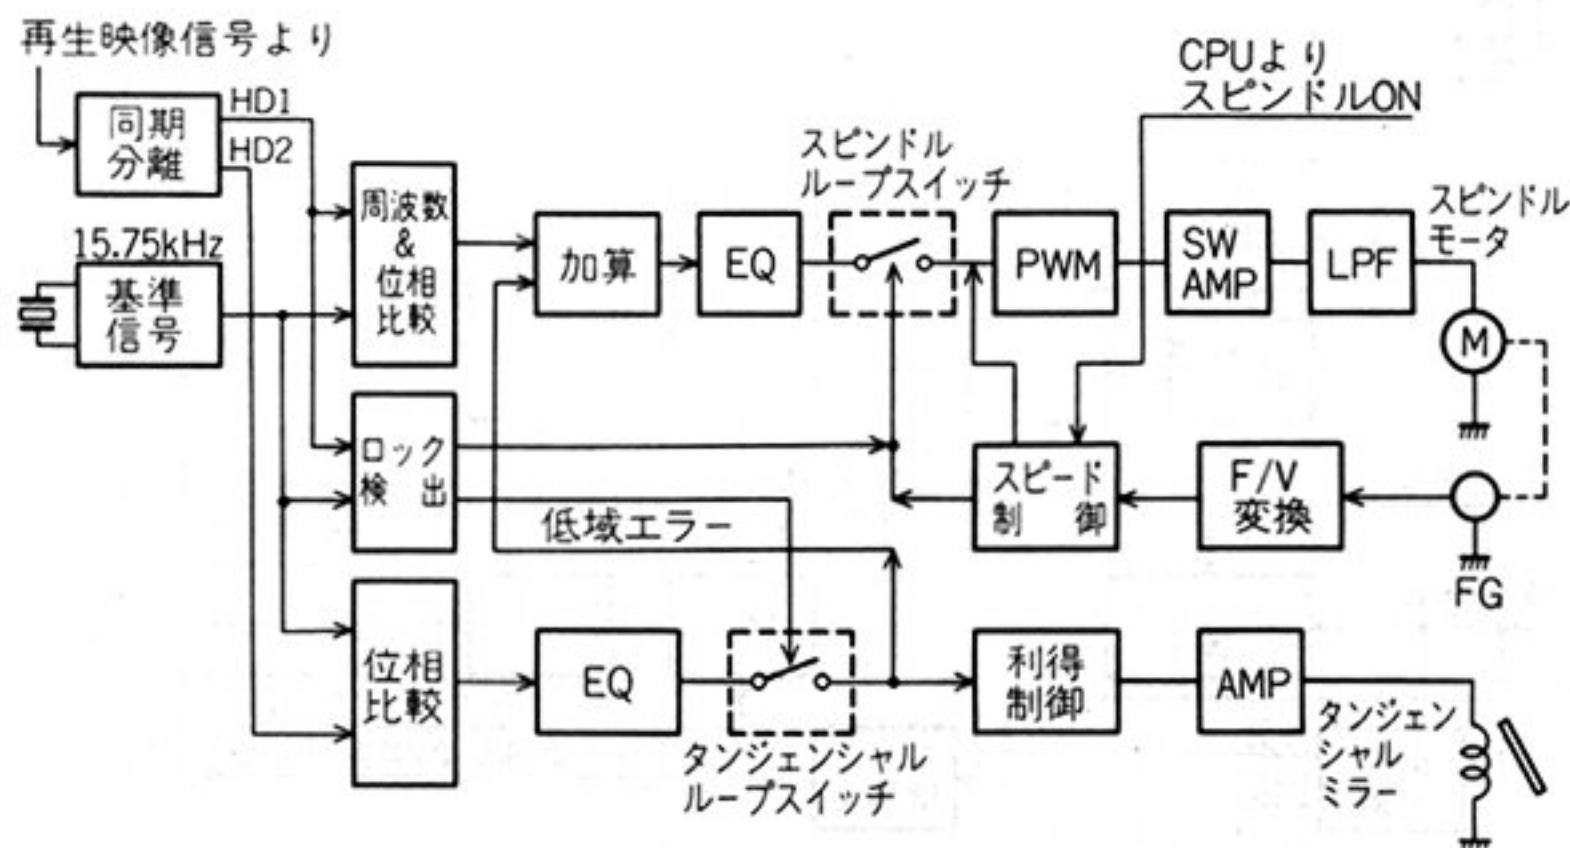 再生映像信号より
同期
分離
HD1
HD2
15.75kHz
基準
信号
周波数
&
位相
比較
加算
EQ
スピンドル
ループスイッチ
PWM
CPUより
スピンドルON
SW
AMP
LPF
スピンドル
モータ
M
ロック
検出
低域エラー
スピード
制御
F/V
変換
FG
位相
比較
EQ
タンジェンシャル
ループスイッチ
利得
制御
AMP
タンジェン
シャル
ミラー